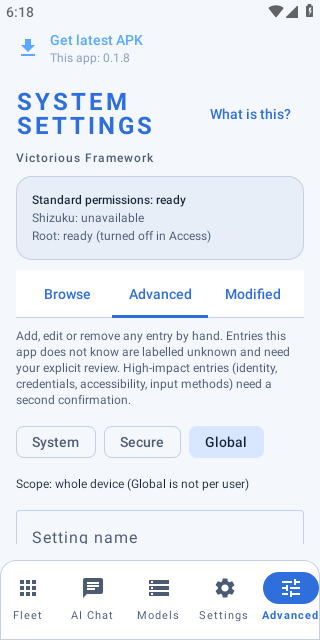 6:18
Get latest APK
This app: 0.1.8
SYSTEM
SETTINGS
What is this?
Victorious Framework
Standard permissions: ready
Shizuku: unavailable
Root: ready (turned off in Access)
Browse
Advanced
Modified
Add, edit or remove any entry by hand. Entries this
app does not know are labelled unknown and need
your explicit review. High-impact entries (identity,
credentials, accessibility, input methods) need a
second confirmation.
System
Secure
Global
Scope: whole device (Global is not per user)
Setting name
Fleet
AI Chat
Models
Settings
Advanced